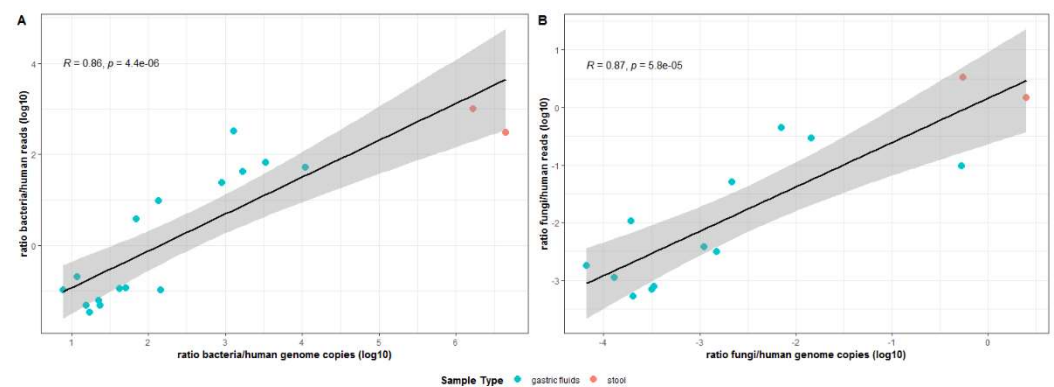 A
R = 0.86, p = 4.4e-06
ratio bacteria/human reads (log10)
4
2
0
1 2 3 4 5 6
ratio bacteria/human genome copies (log10)
B
R = 0.87, p = 5.8e-05
ratio fungi/human reads (log10)
1
0
-1
-2
-3
-4 -3 -2 -1 0
ratio fungi/human genome copies (log10)
Sample Type gastric fluids stool